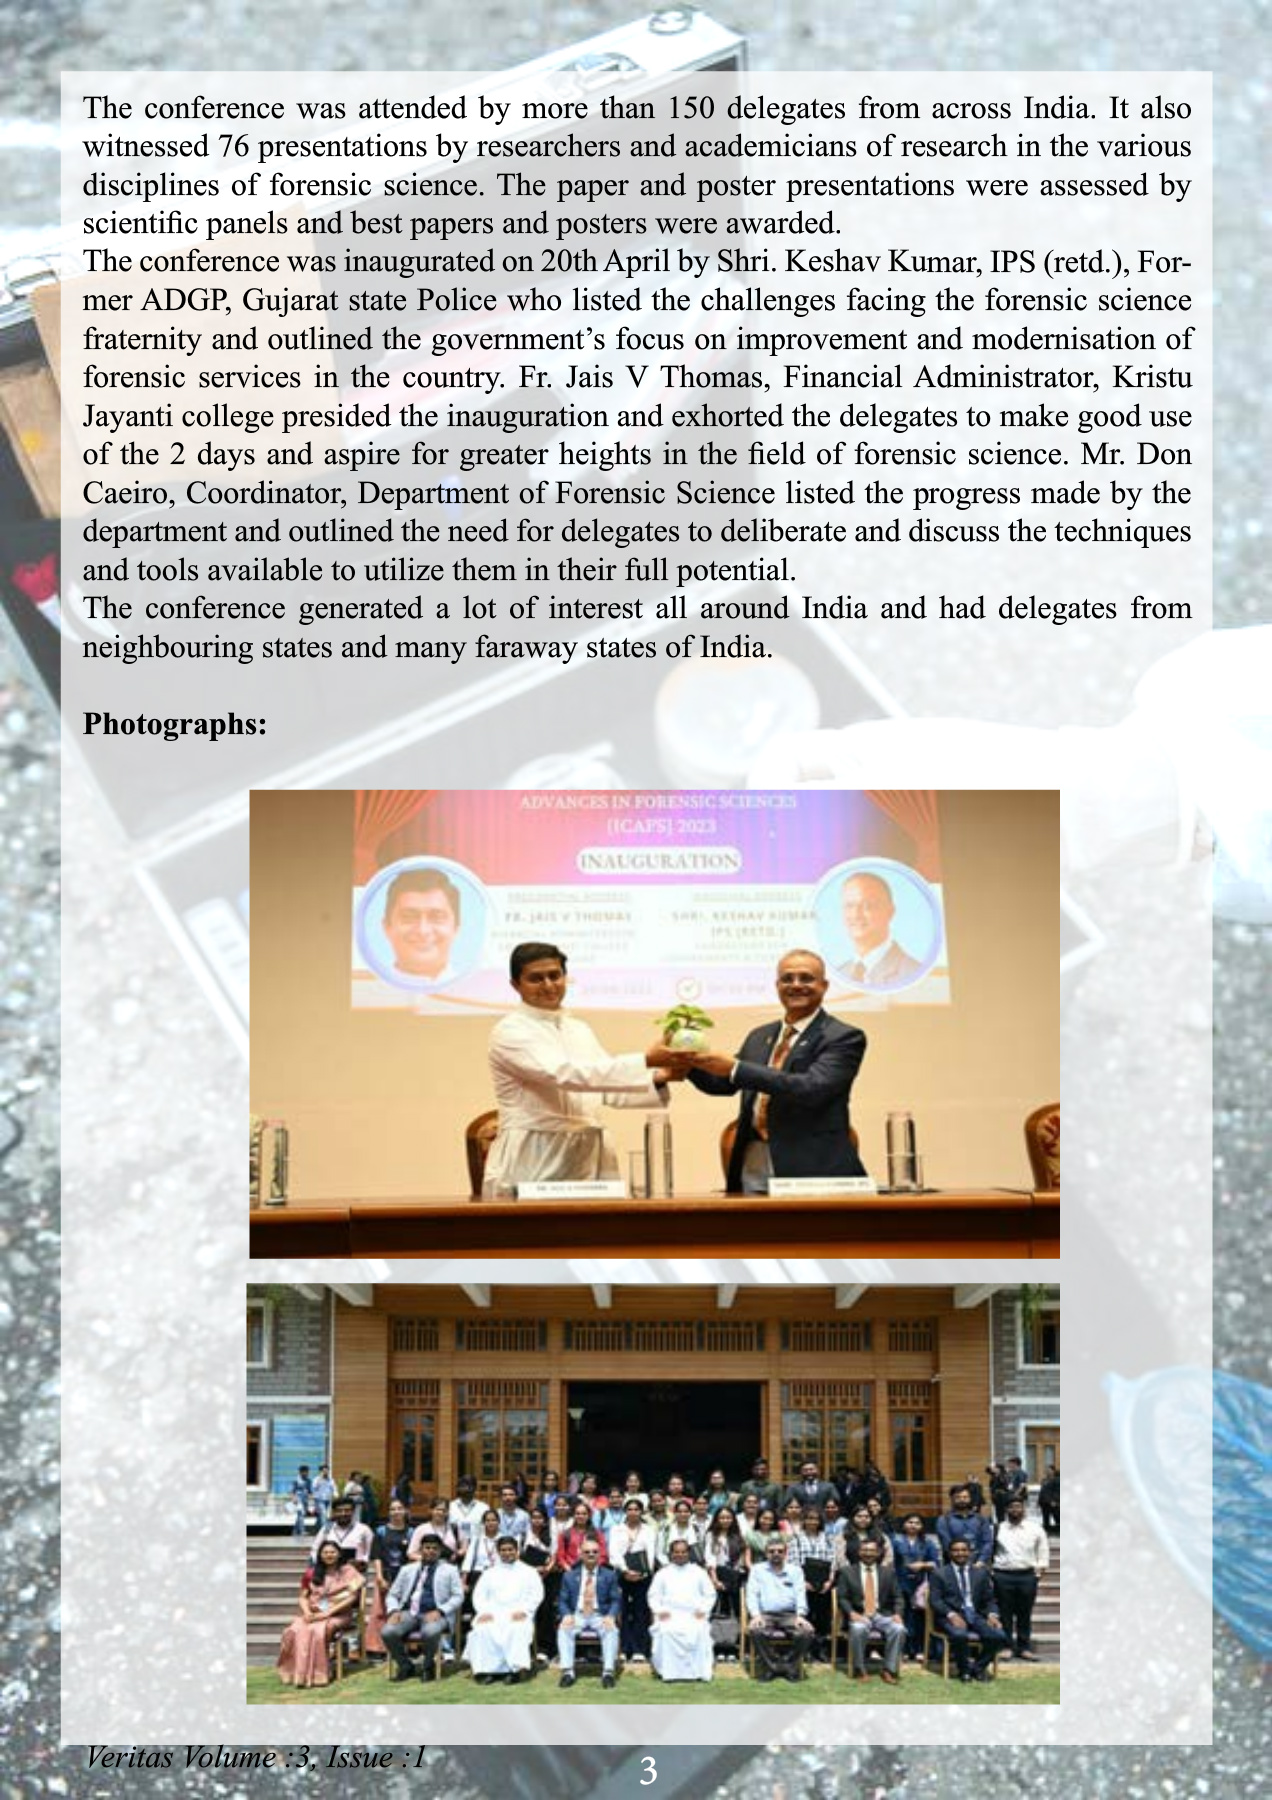 The conference was attended by more than 150 delegates from across India. It also
witnessed 76 presentations by researchers and academicians of research in the various
disciplines of forensic science. The paper and poster presentations were assessed by
scientific panels and best papers and posters were awarded.
The conference was inaugurated on 20th April by Shri. Keshav Kumar, IPS (retd.), For-
mer ADGP, Gujarat state Police who listed the challenges facing the forensic science
fraternity and outlined the government’s focus on improvement and modernisation of
forensic services in the country. Fr. Jais V Thomas, Financial Administrator, Kristu
Jayanti college presided the inauguration and exhorted the delegates to make good use
of the 2 days and aspire for greater heights in the field of forensic science. Mr. Don
Caeiro, Coordinator, Department of Forensic Science listed the progress made by the
department and outlined the need for delegates to deliberate and discuss the techniques
and tools available to utilize them in their full potential.
The conference generated a lot of interest all around India and had delegates from
neighbouring states and many faraway states of India.
Photographs:
ADVANCES IN FORENSIC SCIENCES
[ICAFS] 2023
INAUGURATION
FR. JAIS V THOMAS
SHRI. KESHAV KUMAR
IPS (RETD.)
Veritas Volume :3, Issue :1
3